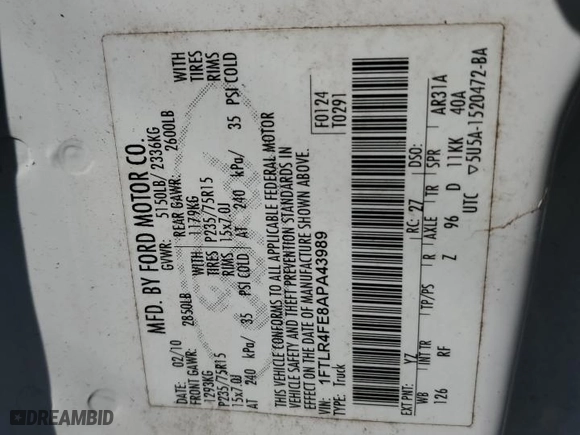 MFD. BY FORD MOTOR CO.
DATE: 02/10 GVWR: 5150LB/ 2336KG
FRONT GAWR: 2850LB REAR GAWR: 2600LB WITH
1293KG 1179KG TIRES
P235/75R15 TIRES P235/75R15 RIMS
15x7.0J RIMS 15x7.0J
AT 240 kPa/ 35 PSI COLD AT 240 kPa/ 35 PSI COLD
WITH
TIRES
RIMS
THIS VEHICLE CONFORMS TO ALL APPLICABLE FEDERAL MOTOR
VEHICLE SAFETY AND THEFT PREVENTION STANDARDS IN
EFFECT ON THE DATE OF MANUFACTURE SHOWN ABOVE.
VIN: 1FTLR4FE8APA43989
TYPE: Truck
F0124
T0291
EXT PNT: YZ RC: 27 DSO:
WB INTTR TP/PS R AXLE TR SPR AR31A
126 RF Z 96 D 11KK 40A
UTC ▽5U5A-1520472-BA
DREAMBID